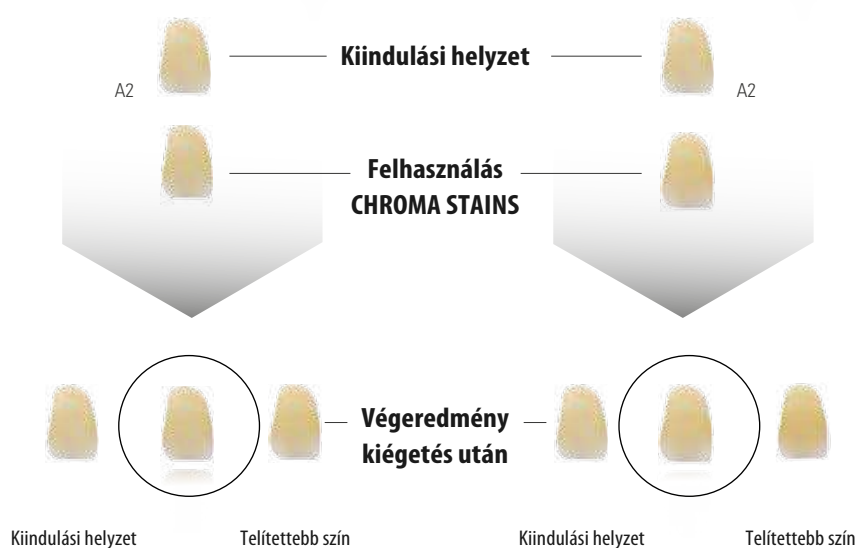 Kiindulási helyzet
A2
A2
Felhasználás
CHROMA STAINS
Végeredmény
kiégetés után
Kiindulási helyzet
Telítettebb szín
Kiindulási helyzet
Telítettebb szín